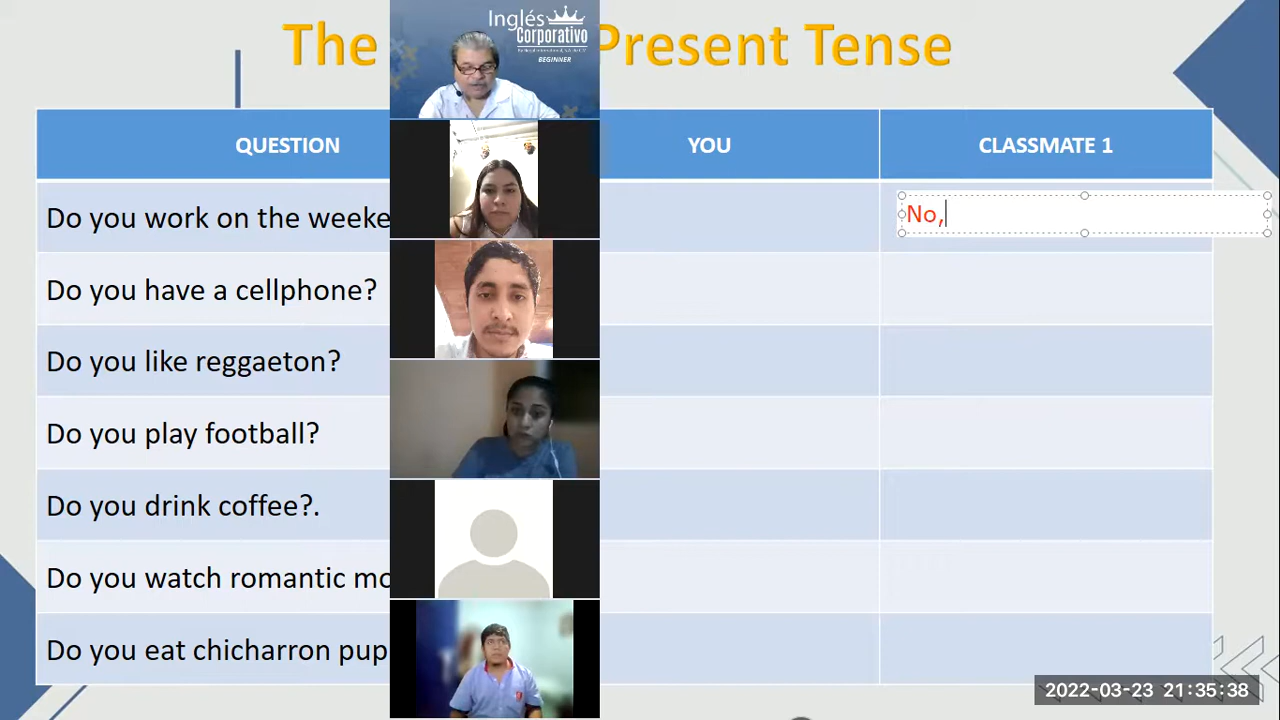 The Present Tense
Inglés
Corporativo
BEGINNER
QUESTION YOU CLASSMATE 1
Do you work on the weeke No,
Do you have a cellphone?
Do you like reggaeton?
Do you play football?
Do you drink coffee?.
Do you watch romantic mo
Do you eat chicharron pup
2022-03-23 21:35:38